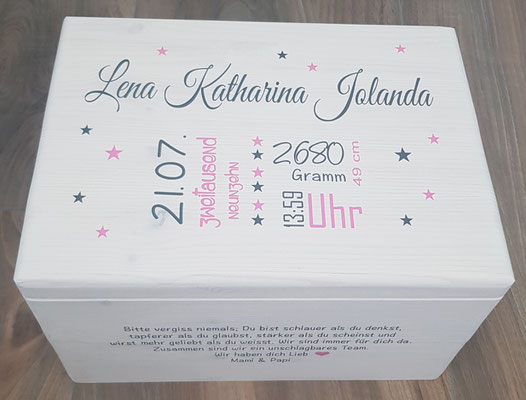 Lena Katharina Jolanda
21.07.
zweitausend
neunzehn
2680
Gramm
49 cm
13:59
Uhr
Bitte vergiss niemals; Du bist schlauer als du denkst,
tapferer als du glaubst, stärker als du scheinst und
wirst mehr geliebt als du weisst. Wir sind immer für dich da.
Zusammen sind wir ein unschlagbares Team.
Wir haben dich Lieb
Mami & Papi